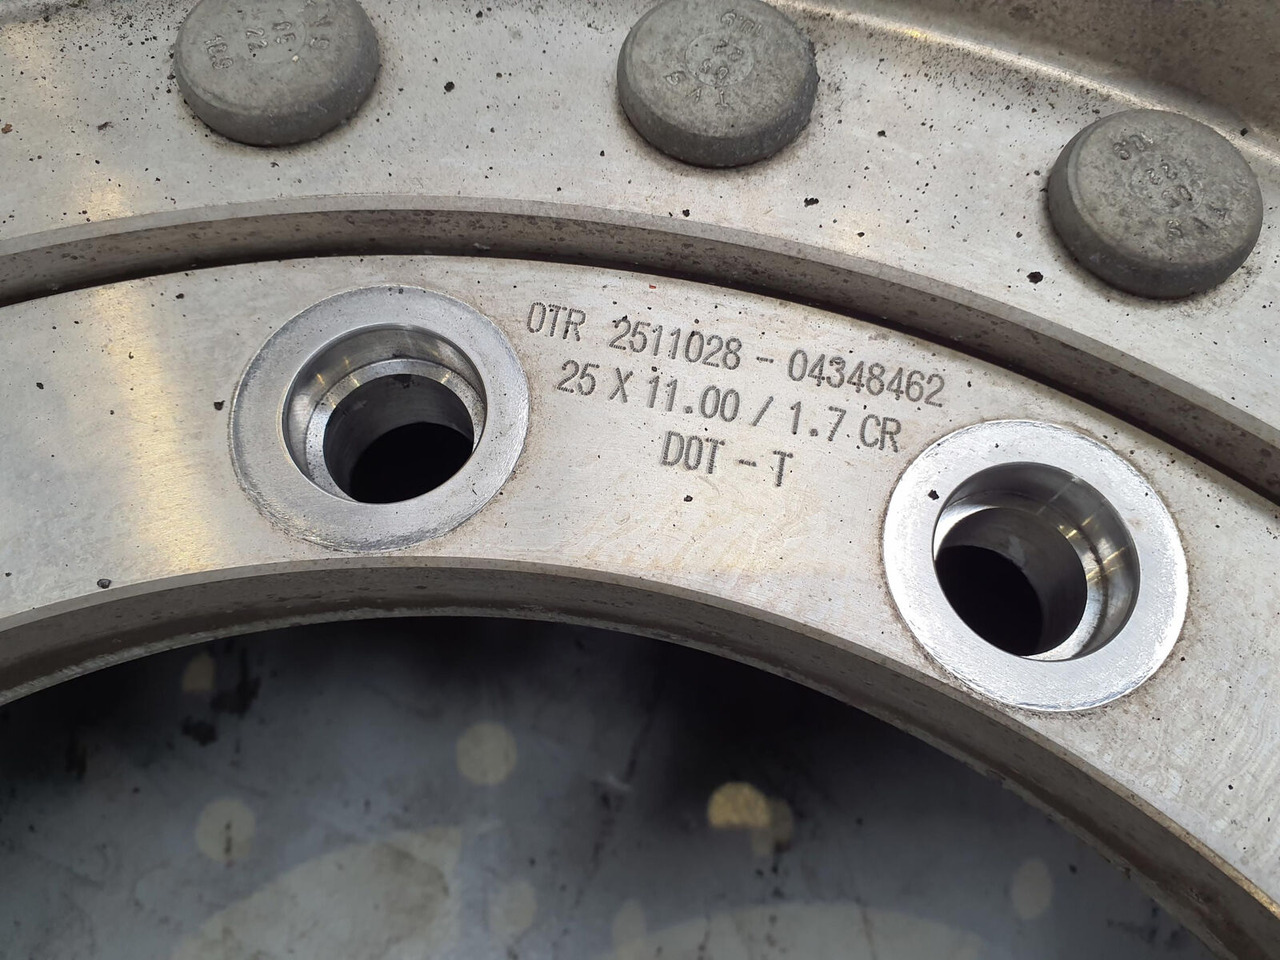 OTR 2511028 - 04348462
25 X 11.00 / 1.7 CR
DOT - T